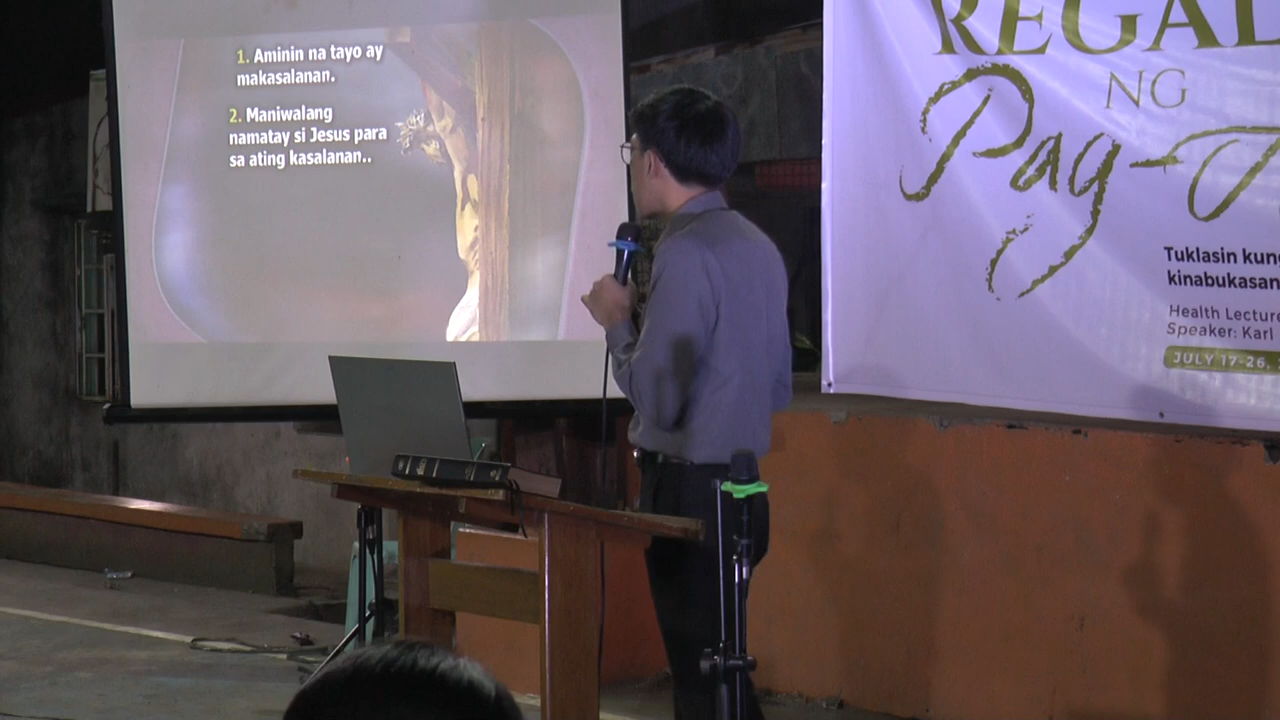 1. Aminin na tayo ay
makasalanan.
2. Maniwalang
namatay si Jesus para
sa ating kasalanan..
REGAL
NG
Pag-
Tuklasin kung
kinabukasan
Health Lecture
Speaker: Karl
JULY 17-26,